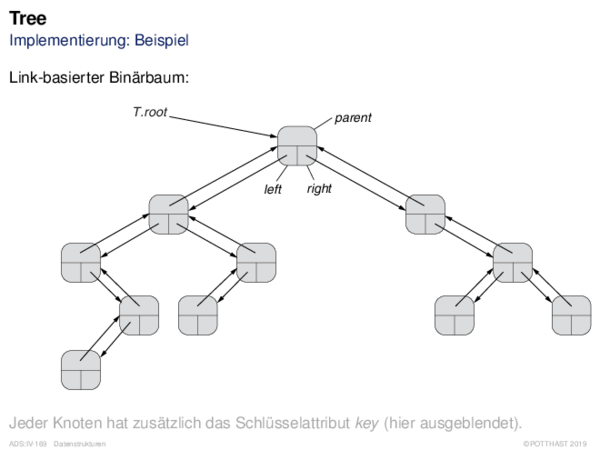 Tree
Implementierung: Beispiel
Link-basierter Binärbaum:
T.root
parent
left
right
Jeder Knoten hat zusätzlich das Schlüsselattribut key (hier ausgeblendet).
ADS:IV-169 Datenstrukturen
©POTTHAST 2019